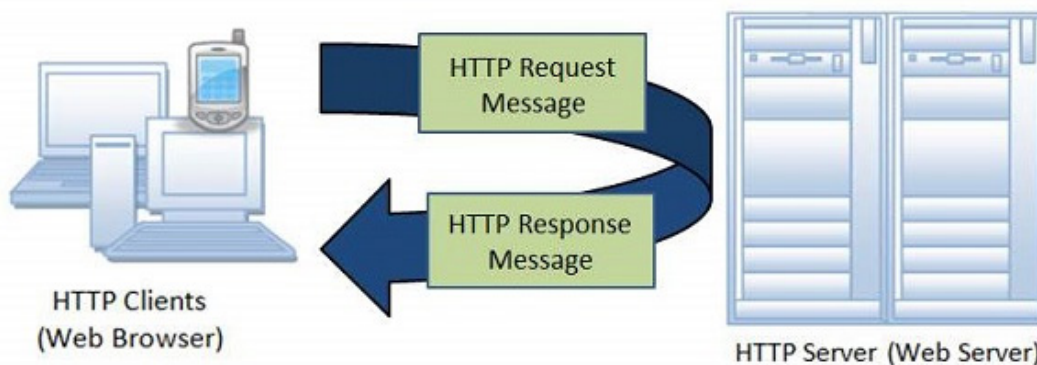 HTTP Request
Message
HTTP Response
Message
HTTP Clients
(Web Browser)
HTTP Server (Web Server)